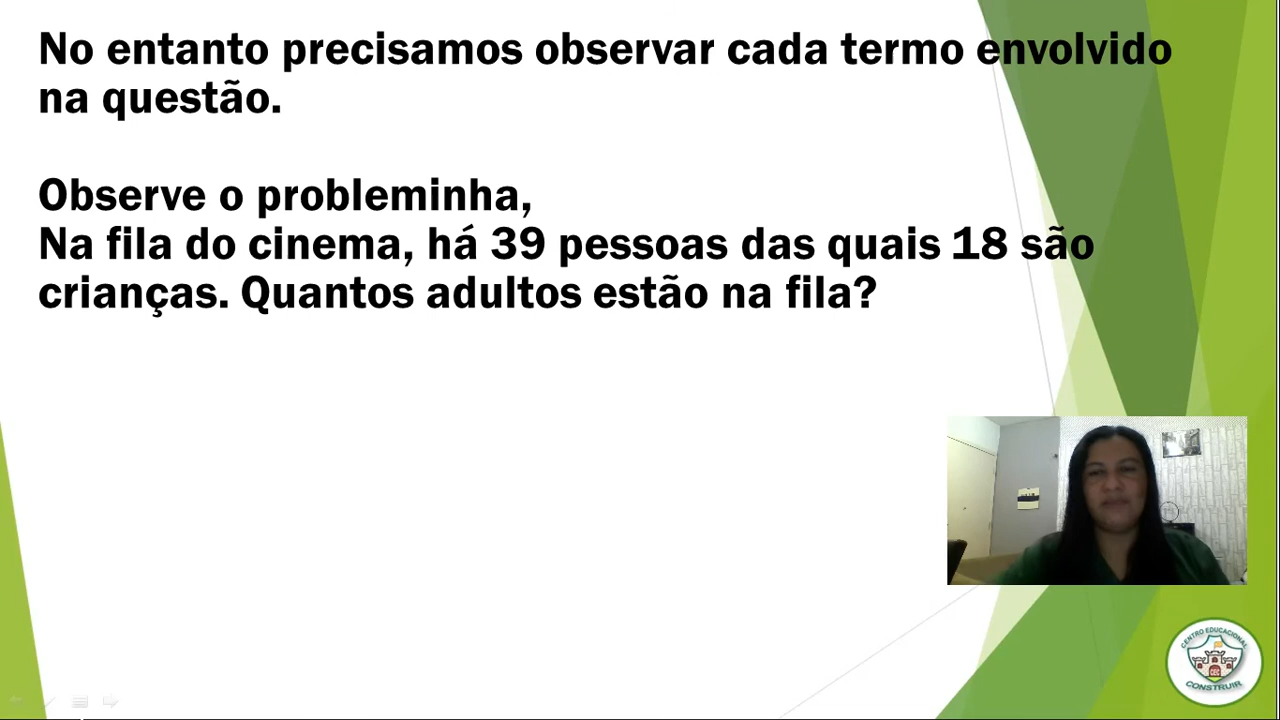 No entanto precisamos observar cada termo envolvido
na questão.
Observe o probleminha,
Na fila do cinema, há 39 pessoas das quais 18 são
crianças. Quantos adultos estão na fila?
CENTRO EDUCACIONAL
CONSTRUIR